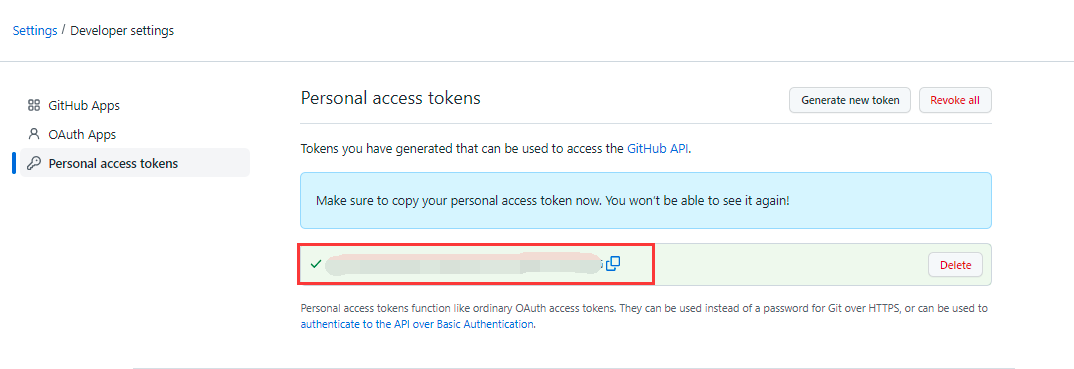 Settings / Developer settings
GitHub Apps
OAuth Apps
Personal access tokens
Personal access tokens
Generate new token
Revoke all
Tokens you have generated that can be used to access the GitHub API.
Make sure to copy your personal access token now. You won't be able to see it again!
Delete
Personal access tokens function like ordinary OAuth access tokens. They can be used instead of a password for Git over HTTPS, or can be used to
authenticate to the API over Basic Authentication.